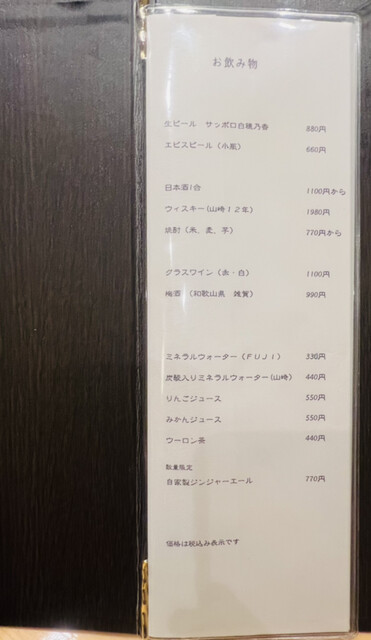 お飲み物
生ビール　サッポロ白穂乃香　880円
エビスビール（小瓶）　660円
日本酒1合　1100円から
ウィスキー(山崎１２年)　1980円
焼酎（米、麦、芋）　770円から
グラスワイン（赤・白）　1100円
梅酒　（和歌山県　雑賀）　990円
ミネラルウォーター（ＦＵＪＩ）　330円
炭酸入りミネラルウォーター(山崎)　440円
りんごジュース　550円
みかんジュース　550円
ウーロン茶　440円
数量限定
自家製ジンジャーエール　770円
価格は税込み表示です